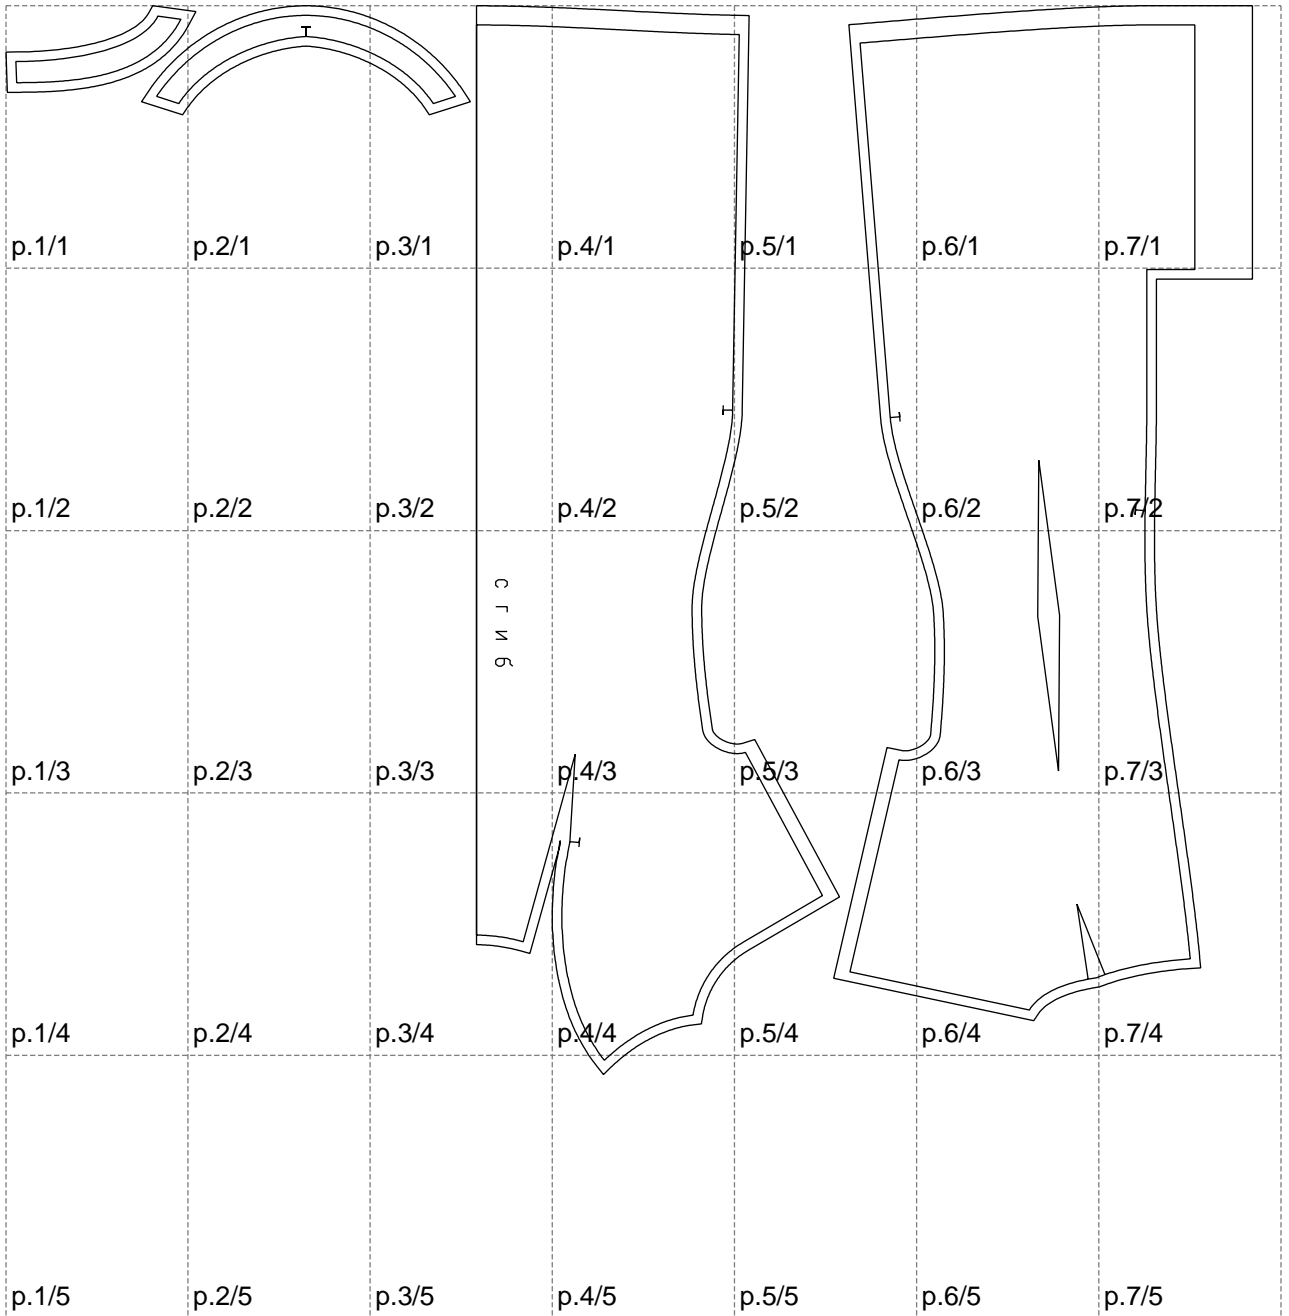 p.1/1 p.2/1 p.3/1 p.4/1 p.5/1 p.6/1 p.7/1
p.1/2 p.2/2 p.3/2 p.4/2 p.5/2 p.6/2 p.7/2
сгиб
p.1/3 p.2/3 p.3/3 p.4/3 p.5/3 p.6/3 p.7/3
p.1/4 p.2/4 p.3/4 p.4/4 p.5/4 p.6/4 p.7/4
p.1/5 p.2/5 p.3/5 p.4/5 p.5/5 p.6/5 p.7/5